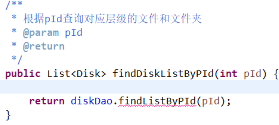 /**
 * 根据pId查询对应层级的文件和文件夹
 * @param pId
 * @return
 */
public List<Disk> findDiskListByPId(int pId) {
return diskDao.findListByPId(pId);
}